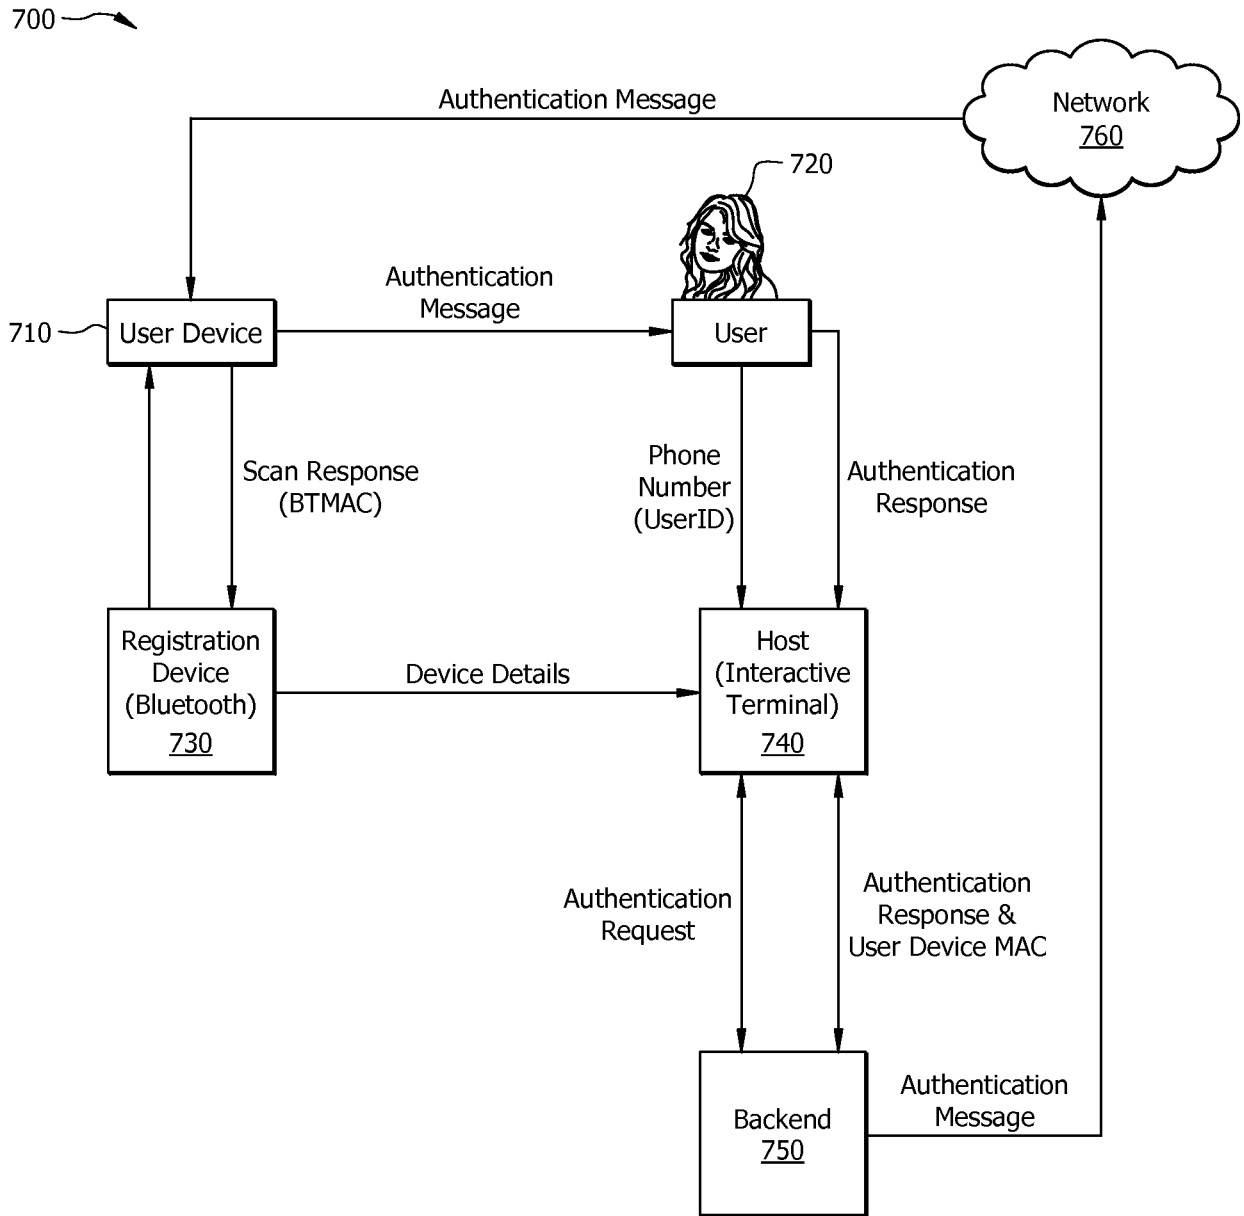 700
Authentication Message
Network
760
720
Authentication
Message
710
User Device
User
Scan Response
(BTMAC)
Phone
Number
(UserID)
Authentication
Response
Registration
Device
(Bluetooth)
730
Device Details
Host
(Interactive
Terminal)
740
Authentication
Request
Authentication
Response &
User Device MAC
Backend
750
Authentication
Message